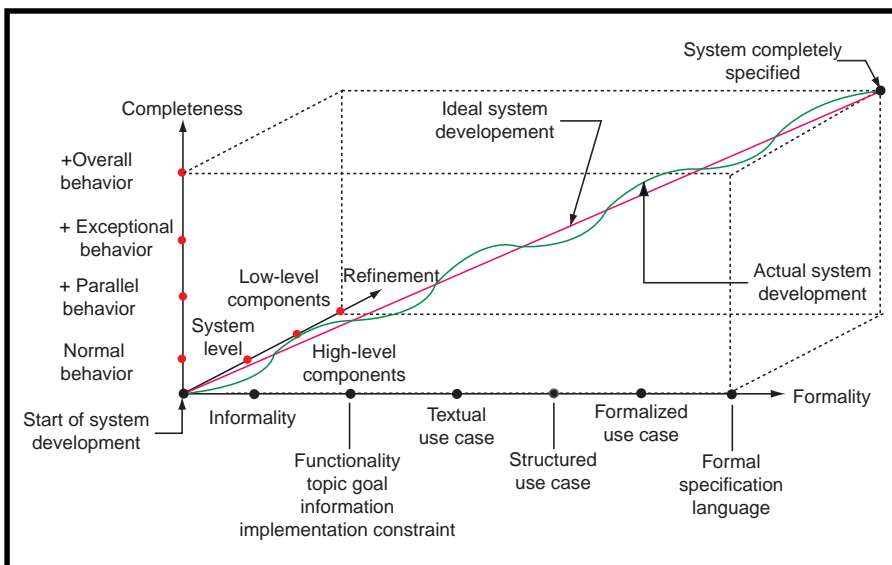 System completely
specified
Completeness
Ideal system
developement
+Overall
behavior
+ Exceptional
behavior
Low-level
components
Refinement
+ Parallel
behavior
Actual system
development
System
level
Normal
behavior
High-level
components
Formality
Start of system
development
Informality
Textual
use case
Formalized
use case
Functionality
topic goal
information
implementation constraint
Structured
use case
Formal
specification
language